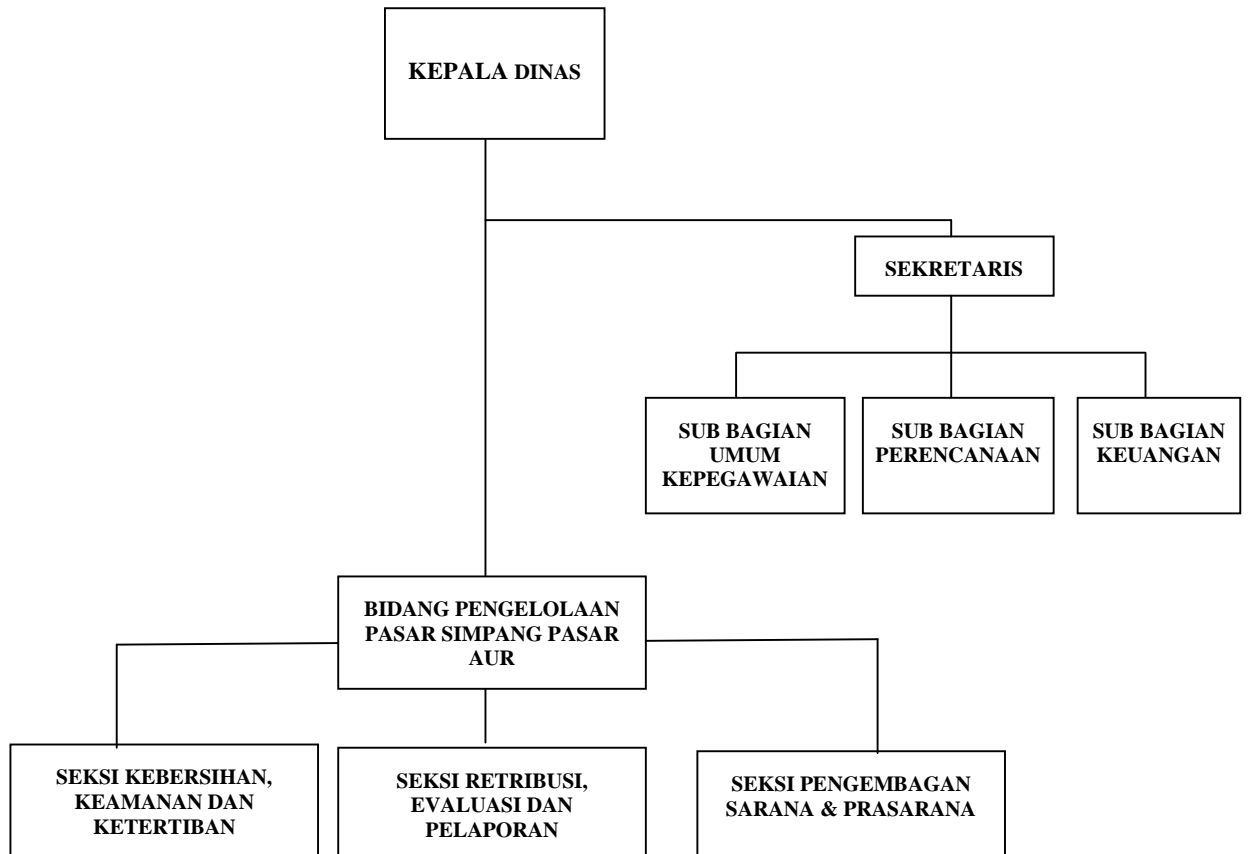 KEPALA DINAS
SEKRETARIS
SUB BAGIAN
UMUM
KEPEGAWAIAN
SUB BAGIAN
PERENCANAAN
SUB BAGIAN
KEUANGAN
BIDANG PENGELOLAAN
PASAR SIMPANG PASAR
AUR
SEKSI KEBERSIHAN,
KEAMANAN DAN
KETERTIBAN
SEKSI RETRIBUSI,
EVALUASI DAN
PELAPORAN
SEKSI PENGEMBAGAN
SARANA & PRASARANA